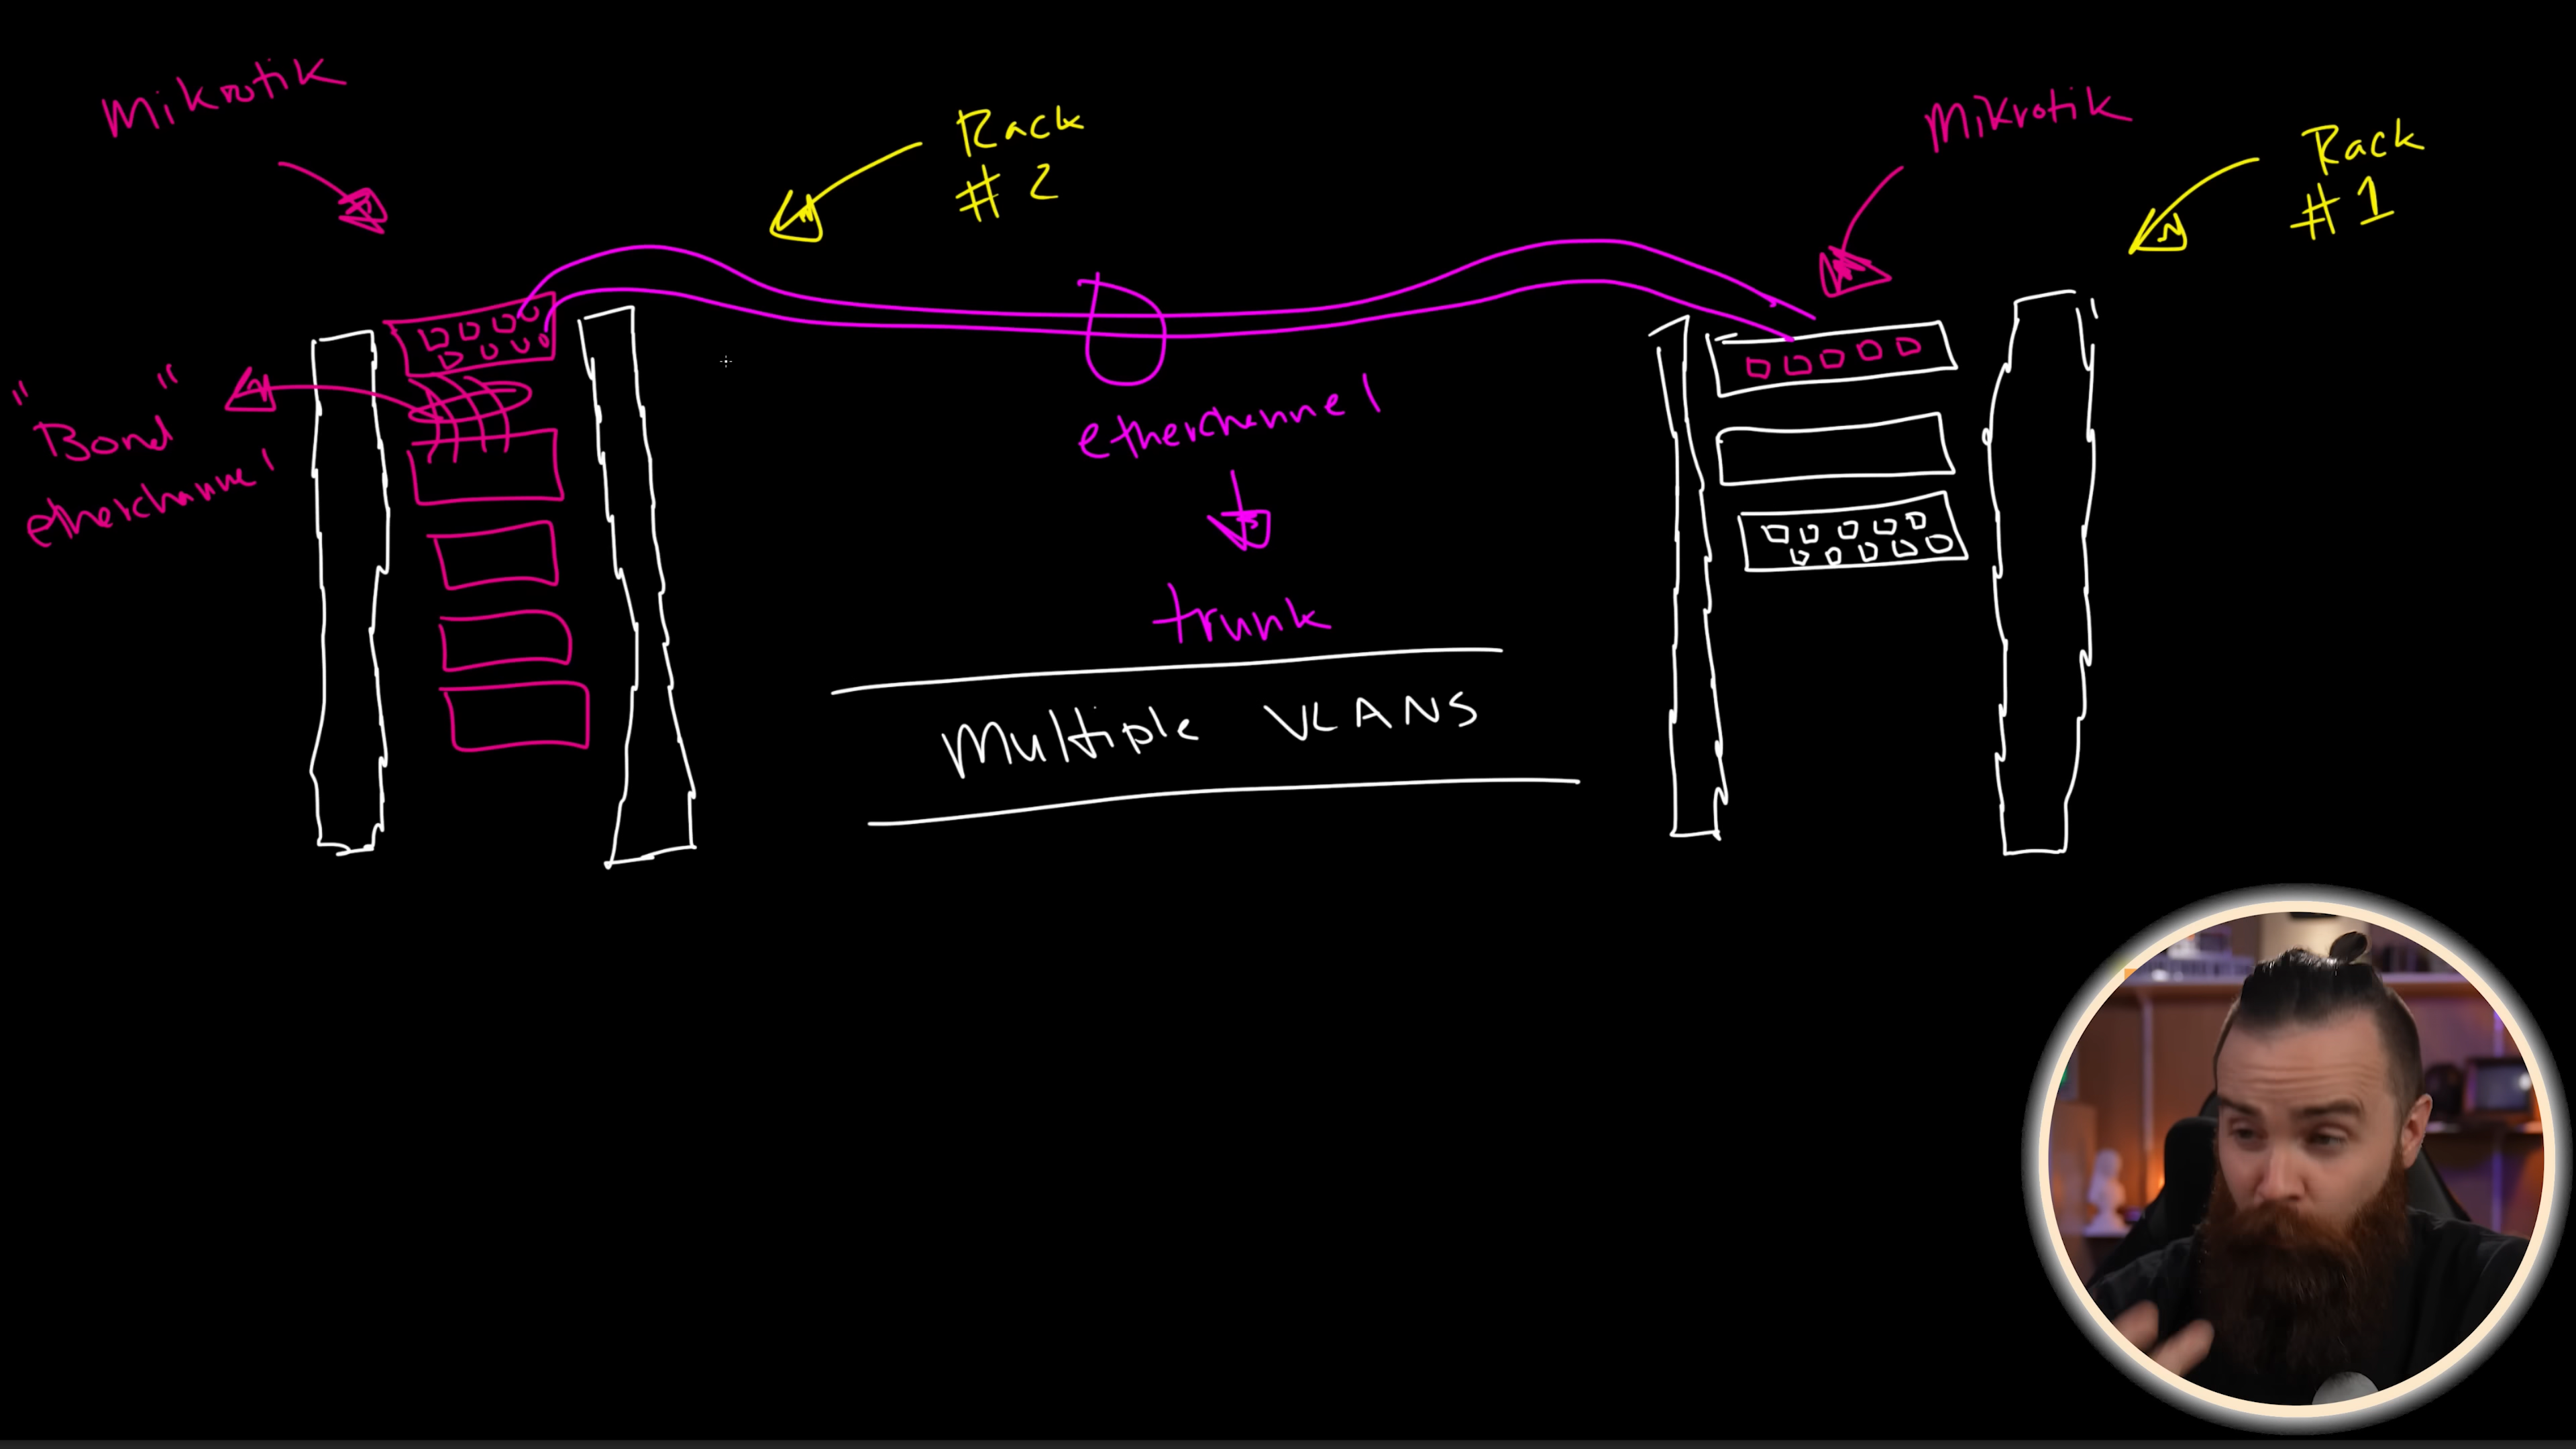 Mikrotik
Rack
#2
Mikrotik
Rack
#1
"Bond"
etherchannel
etherchannel
trunk
Multiple VLANS